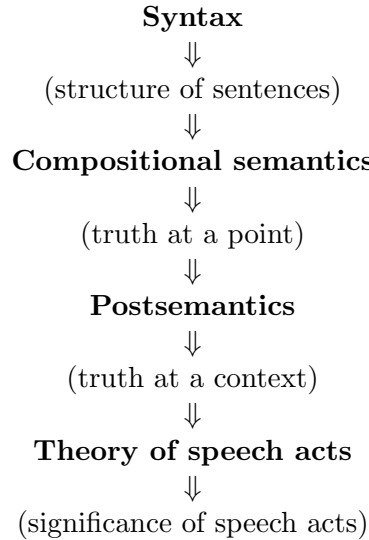 Syntax
⇓
(structure of sentences)
⇓
Compositional semantics
⇓
(truth at a point)
⇓
Postsemantics
⇓
(truth at a context)
⇓
Theory of speech acts
⇓
(significance of speech acts)